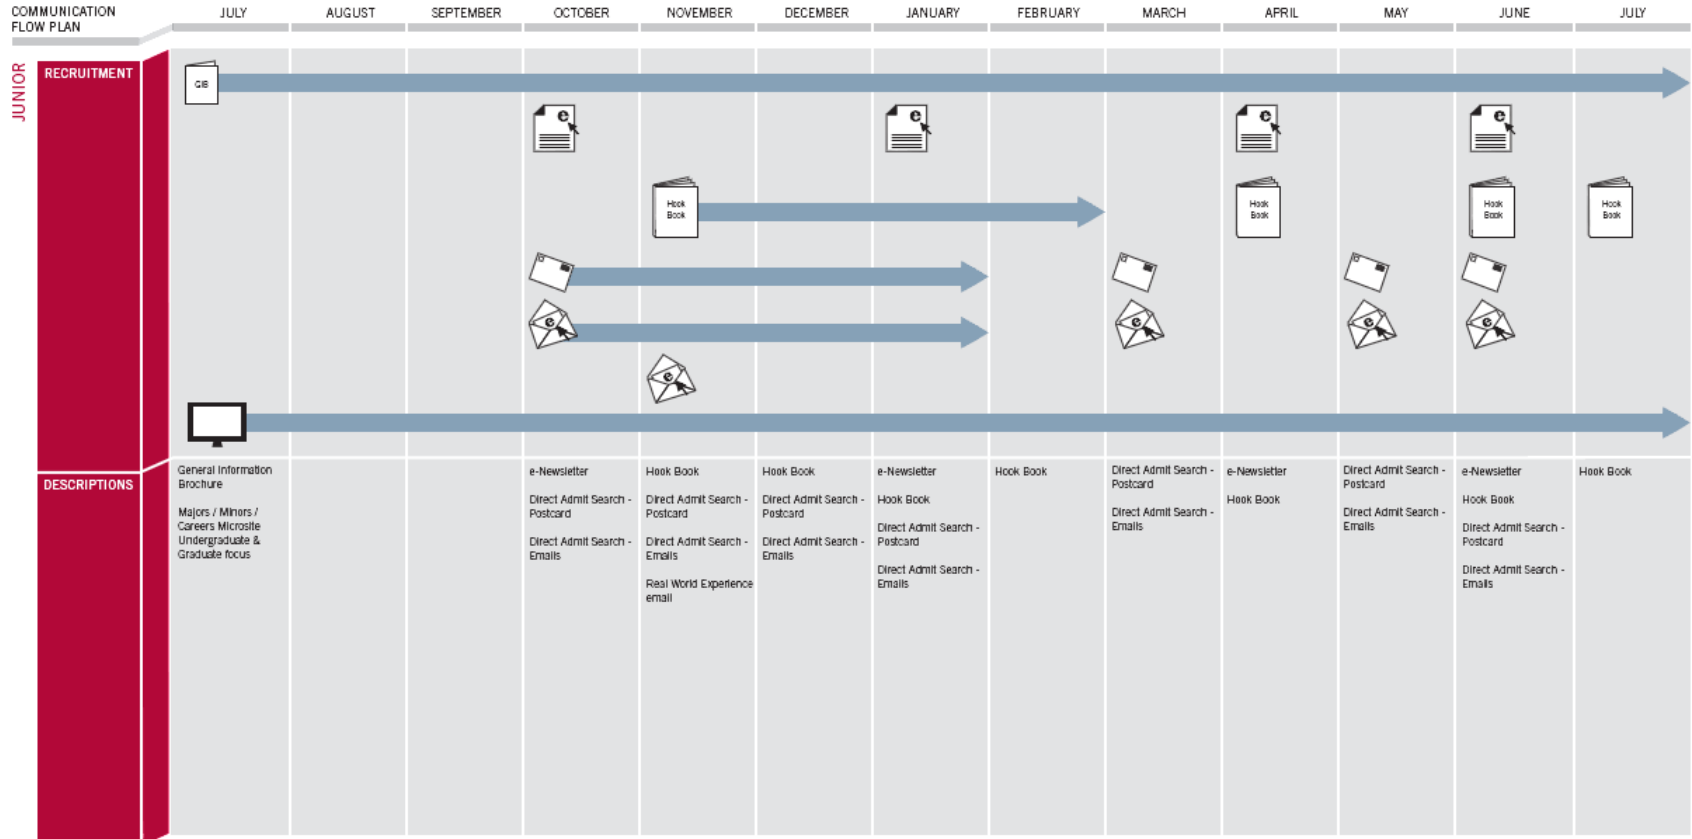 COMMUNICATION
FLOW PLAN
JULY
AUGUST
SEPTEMBER
OCTOBER
NOVEMBER
DECEMBER
JANUARY
FEBRUARY
MARCH
APRIL
MAY
JUNE
JULY
JUNIOR
RECRUITMENT
GIB
e
e
e
e
Hook
Book
Hook
Book
Hook
Book
Hook
Book
e
e
e
e
e
DESCRIPTIONS
General Information
Brochure
Majors / Minors /
Careers Microsite
Undergraduate &
Graduate focus
e-Newsletter
Direct Admit Search -
Postcard
Direct Admit Search -
Emails
Hook Book
Direct Admit Search -
Postcard
Direct Admit Search -
Emails
Real World Experience
email
Hook Book
Direct Admit Search -
Postcard
Direct Admit Search -
Emails
e-Newsletter
Hook Book
Direct Admit Search -
Postcard
Direct Admit Search -
Emails
Hook Book
Direct Admit Search -
Postcard
Direct Admit Search -
Emails
e-Newsletter
Hook Book
Direct Admit Search -
Postcard
Direct Admit Search -
Emails
e-Newsletter
Hook Book
Direct Admit Search -
Postcard
Direct Admit Search -
Emails
Hook Book